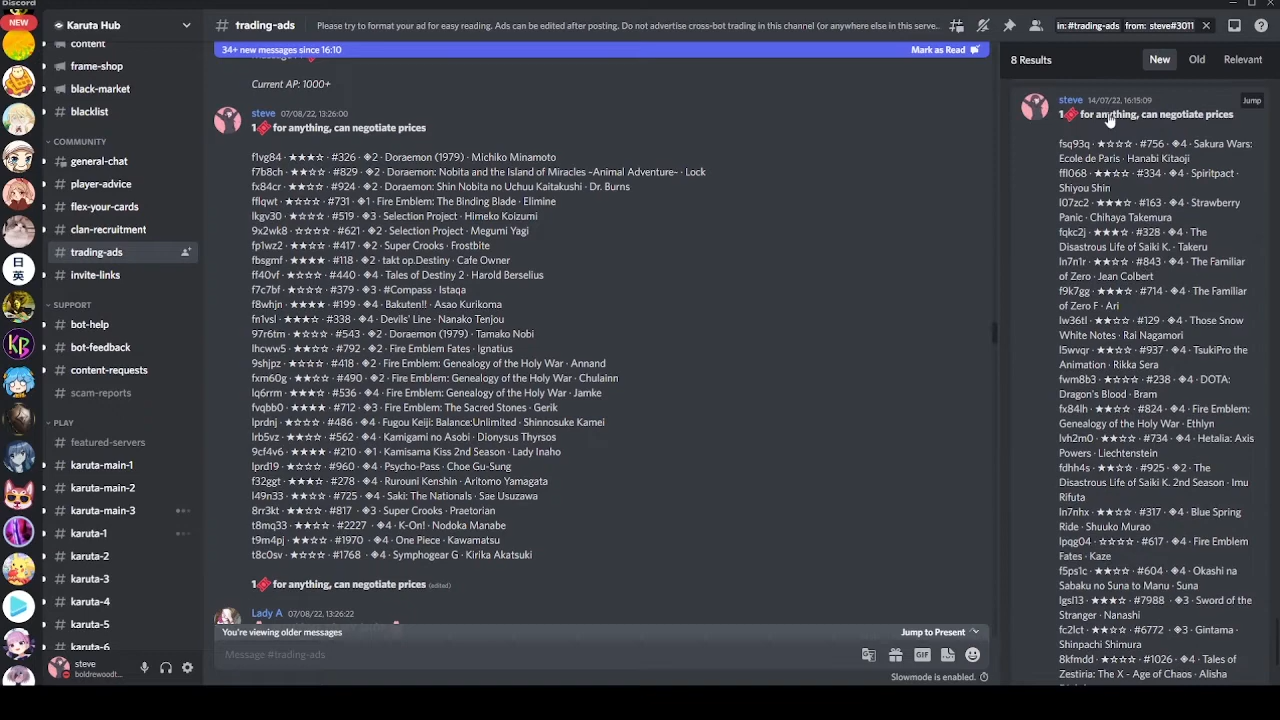 Discord
NEW
Karuta Hub
content
frame-shop
black-market
blacklist
COMMUNITY
general-chat
player-advice
flex-your-cards
clan-recruitment
trading-ads
invite-links
SUPPORT
bot-help
bot-feedback
content-requests
scam-reports
PLAY
featured-servers
karuta-main-1
karuta-main-2
karuta-main-3
karuta-1
karuta-2
karuta-3
karuta-4
karuta-5
karuta-6
日
英
KB
steve
boldrewoodt...
trading-ads
Please try to format your ad for easy reading. Ads can be edited after posting. Do not advertise cross-bot trading in this channel (or anywhere else in this serve...
34+ new messages since 16:10
Mark as Read
Current AP: 1000+
steve 07/08/22, 13:26:00
1 for anything, can negotiate prices
f1vg84 · ★★★☆ · #326 · ◈2 · Doraemon (1979) · Michiko Minamoto
f7b8ch · ★★☆☆ · #829 · ◈2 · Doraemon: Nobita and the Island of Miracles ~Animal Adventure~ · Lock
fx84cr · ★★★☆ · #924 · ◈2 · Doraemon: Shin Nobita no Uchuu Kaitakushi · Dr. Burns
fflqwt · ★☆☆☆ · #731 · ◈1 · Fire Emblem: The Binding Blade · Elimine
lkgv30 · ★☆☆☆ · #519 · ◈3 · Selection Project · Himeko Koizumi
9x2wk8 · ☆☆☆☆ · #621 · ◈2 · Selection Project · Megumi Yagi
fp1wz2 · ★★☆☆ · #417 · ◈2 · Super Crooks · Frostbite
fbsgmf · ★★★★ · #118 · ◈2 · takt op.Destiny · Cafe Owner
ff40vf · ★☆☆☆ · #440 · ◈4 · Tales of Destiny 2 · Harold Berselius
f7c7bf · ★☆☆☆ · #379 · ◈3 · #Compass · Istaqa
f8whjn · ★★★★ · #199 · ◈4 · Bakuten!! · Asao Kurikoma
fn1vsl · ★★★☆ · #338 · ◈4 · Devils' Line · Nanako Tenjou
97r6tm · ★☆☆☆ · #543 · ◈2 · Doraemon (1979) · Tamako Nobi
lhcww5 · ★★☆☆ · #792 · ◈2 · Fire Emblem Fates · Ignatius
9shjpz · ★☆☆☆ · #418 · ◈2 · Fire Emblem: Genealogy of the Holy War · Annand
fxm60g · ★★☆☆ · #490 · ◈2 · Fire Emblem: Genealogy of the Holy War · Chulainn
lq6rrm · ★★★☆ · #536 · ◈4 · Fire Emblem: Genealogy of the Holy War · Jamke
fvqbb0 · ★★★★ · #712 · ◈3 · Fire Emblem: The Sacred Stones · Gerik
lprdnj · ★☆☆☆ · #486 · ◈4 · Fugou Keiji: Balance:Unlimited · Shinnosuke Kamei
lrb5vz · ★★☆☆ · #562 · ◈4 · Kamigami no Asobi · Dionysus Thyrsos
9cf4v6 · ★★★★ · #210 · ◈1 · Kamisama Kiss 2nd Season · Lady Inaho
lprd19 · ★☆☆☆ · #960 · ◈4 · Psycho-Pass · Choe Gu-Sung
f32ggt · ★★★☆ · #278 · ◈4 · Rurouni Kenshin · Aritomo Yamagata
l49n33 · ★★☆☆ · #725 · ◈4 · Saki: The Nationals · Sae Usuzawa
8rr3kt · ★★☆☆ · #817 · ◈3 · Super Crooks · Praetorian
t8mq33 · ★☆☆☆ · #2227 · ◈4 · K-On! · Nodoka Manabe
t9m4pj · ★☆☆☆ · #1970 · ◈4 · One Piece · Kawamatsu
t8c0sv · ★☆☆☆ · #1768 · ◈4 · Symphogear G · Kirika Akatsuki
1 for anything, can negotiate prices (edited)
Lady A 07/08/22, 13:26:22
You're viewing older messages
Jump to Present
Message #trading-ads
GIF
Slowmode is enabled.
in:#trading-ads from: steve#3011
8 Results
New
Old
Relevant
steve 14/07/22, 16:15:09
Jump
1 for anything, can negotiate prices
fsq93q · ★☆☆☆ · #756 · ◈4 · Sakura Wars:
Ecole de Paris · Hanabi Kitaoji
ffl068 · ★★☆☆ · #334 · ◈4 · Spiritpact ·
Shiyou Shin
l07zc2 · ★★★☆ · #163 · ◈4 · Strawberry
Panic · Chihaya Takemura
fqkc2j · ★★☆☆ · #328 · ◈4 · The
Disastrous Life of Saiki K. · Takeru
ln7n1r · ★★☆☆ · #843 · ◈4 · The Familiar
of Zero · Jean Colbert
f9k7gg · ★★★☆ · #714 · ◈4 · The Familiar
of Zero F · Ari
lw36tl · ★☆☆☆ · #129 · ◈4 · Those Snow
White Notes · Rai Nagamori
l5wvqr · ★★☆☆ · #937 · ◈4 · TsukiPro the
Animation · Rikka Sera
fwm8b3 · ★☆☆☆ · #238 · ◈4 · DOTA:
Dragon's Blood · Bram
fx84lh · ★★☆☆ · #824 · ◈4 · Fire Emblem:
Genealogy of the Holy War · Ethlyn
lvh2m0 · ★★☆☆ · #734 · ◈4 · Hetalia: Axis
Powers · Liechtenstein
fdhh4s · ★★☆☆ · #925 · ◈2 · The
Disastrous Life of Saiki K. 2nd Season · Imu
Rifuta
ln7nhx · ★★★☆ · #317 · ◈4 · Blue Spring
Ride · Shuuko Murao
lpqg04 · ☆☆☆☆ · #617 · ◈4 · Fire Emblem
Fates · Kaze
f5ps1c · ★★☆☆ · #604 · ◈4 · Okashi na
Sabaku no Suna to Manu · Suna
lgsl13 · ★★★☆ · #7988 · ◈3 · Sword of the
Stranger · Nanashi
fc2lct · ★★★☆ · #6772 · ◈3 · Gintama ·
Shinpachi Shimura
8kfmdd · ★☆☆☆ · #1026 · ◈4 · Tales of
Zestiria: The X - Age of Chaos · Alisha